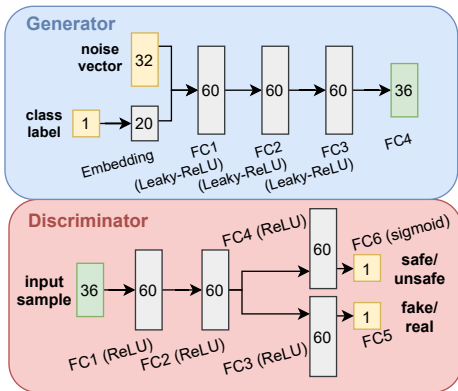 Generator
noise
vector
32
class
label
1
20
Embedding
60
60
60
36
FC1
(Leaky-ReLU)
FC2
(Leaky-ReLU)
FC3
(Leaky-ReLU)
FC4
Discriminator
input
sample
36
60
60
FC1 (ReLU)
FC2 (ReLU)
FC4 (ReLU)
60
FC6 (sigmoid)
1
safe/
unsafe
FC3 (ReLU)
60
1
FC5
fake/
real